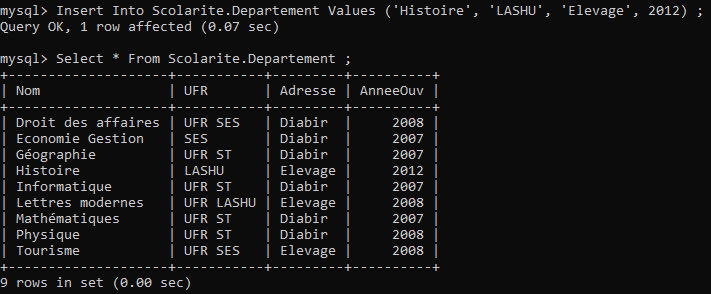 mysql> Insert Into Scolarite.Departement Values ('Histoire', 'LASHU', 'Elevage', 2012) ;
Query OK, 1 row affected (0.07 sec)
mysql> Select * From Scolarite.Departement ;
+--------------------+-----------+---------+----------+
| Nom                | UFR       | Adresse | AnneeOuv |
+--------------------+-----------+---------+----------+
| Droit des affaires | UFR SES   | Diabir  |     2008 |
| Economie Gestion   | SES       | Diabir  |     2007 |
| Géographie         | UFR ST    | Diabir  |     2007 |
| Histoire           | LASHU     | Elevage |     2012 |
| Informatique       | UFR ST    | Diabir  |     2007 |
| Lettres modernes   | UFR LASHU | Elevage |     2008 |
| Mathématiques      | UFR ST    | Diabir  |     2007 |
| Physique           | UFR ST    | Diabir  |     2008 |
| Tourisme           | UFR SES   | Elevage |     2008 |
+--------------------+-----------+---------+----------+
9 rows in set (0.00 sec)